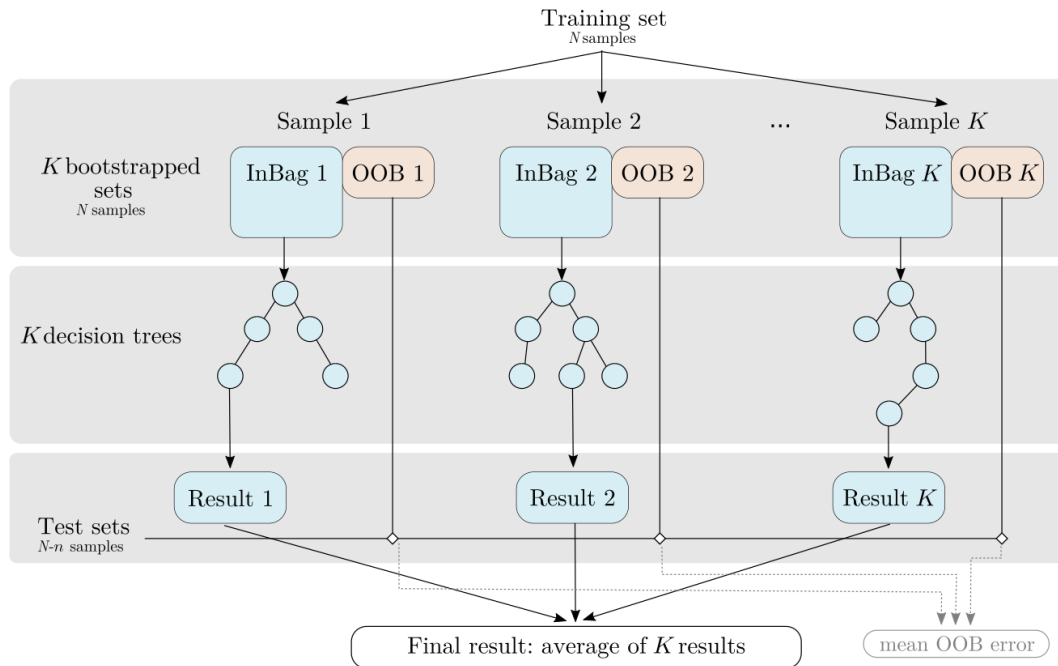 Training set
N samples
Sample 1
Sample 2
...
Sample K
K bootstrapped
sets
N samples
InBag 1
OOB 1
InBag 2
OOB 2
InBag K
OOB K
K decision trees
Result 1
Result 2
Result K
Test sets
N-n samples
Final result: average of K results
mean OOB error